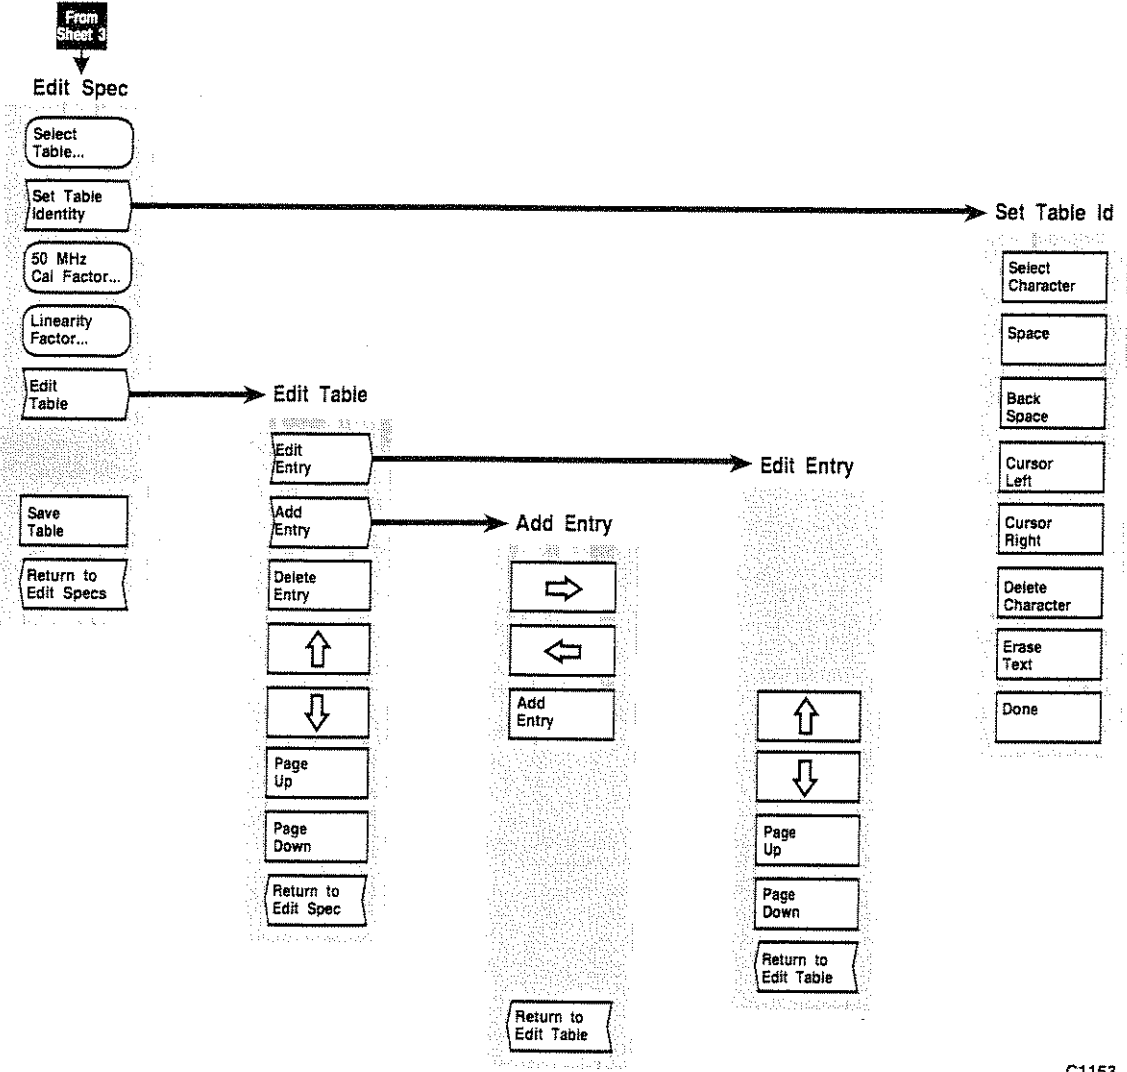 From
Sheet 3
Edit Spec
Select
Table...
Set Table
Identity
50 MHz
Cal Factor...
Linearity
Factor...
Edit
Table
Save
Table
Return to
Edit Specs
Edit Table
Edit
Entry
Add
Entry
Delete
Entry
Page
Up
Page
Down
Return to
Edit Spec
Add Entry
Add
Entry
Return to
Edit Table
Edit Entry
Page
Up
Page
Down
Return to
Edit Table
Set Table Id
Select
Character
Space
Back
Space
Cursor
Left
Cursor
Right
Delete
Character
Erase
Text
Done
C1153